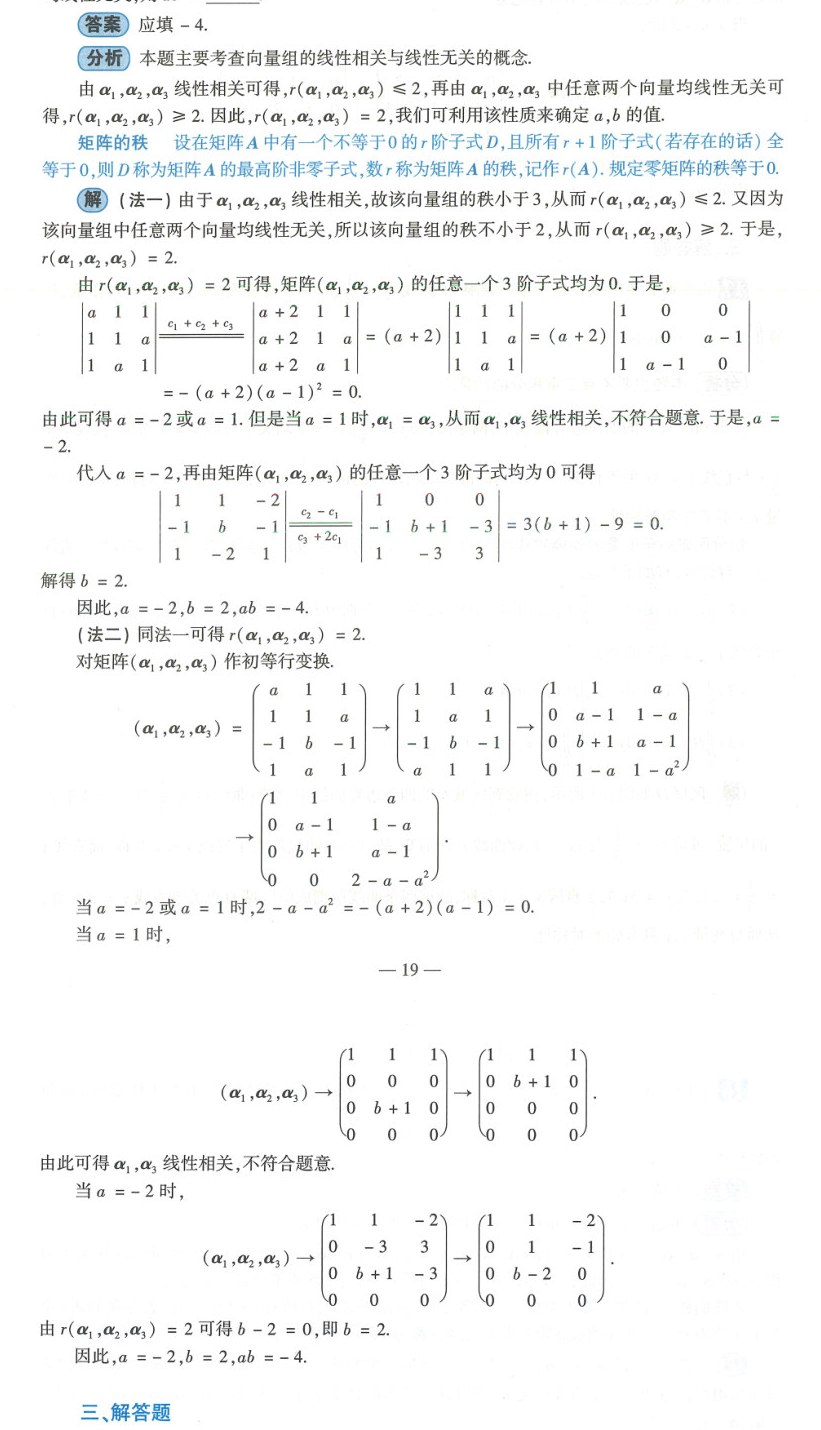 答案 应填 - 4.
分析 本题主要考查向量组的线性相关与线性无关的概念.
由 α₁,α₂,α₃ 线性相关可得,r(α₁,α₂,α₃) ≤ 2,再由 α₁,α₂,α₃ 中任意两个向量均线性无关可
得,r(α₁,α₂,α₃) ≥ 2. 因此,r(α₁,α₂,α₃) = 2,我们可利用该性质来确定 a,b 的值.
矩阵的秩 设在矩阵 A 中有一个不等于 0 的 r 阶子式 D,且所有 r + 1 阶子式(若存在的话) 全
等于 0,则 D 称为矩阵 A 的最高阶非零子式,数 r 称为矩阵 A 的秩,记作 r(A). 规定零矩阵的秩等于 0.
解 (法一) 由于 α₁,α₂,α₃ 线性相关,故该向量组的秩小于 3,从而 r(α₁,α₂,α₃) ≤ 2. 又因为
该向量组中任意两个向量均线性无关,所以该向量组的秩不小于 2,从而 r(α₁,α₂,α₃) ≥ 2. 于是,
r(α₁,α₂,α₃) = 2.
由 r(α₁,α₂,α₃) = 2 可得,矩阵(α₁,α₂,α₃) 的任意一个 3 阶子式均为 0. 于是,
|a 1 1| |a + 2 1 1| |1 1 1| |1 0 0|
|1 1 a| c₁ + c₂ + c₃ |a + 2 1 a| = (a + 2) |1 1 a| = (a + 2) |1 0 a - 1|
|1 a 1| |a + 2 a 1| |1 a 1| |1 a - 1 0|
= - (a + 2)(a - 1)² = 0.
由此可得 a = - 2 或 a = 1. 但是当 a = 1 时,α₁ = α₃,从而 α₁,α₃ 线性相关,不符合题意. 于是,a =
- 2.
代入 a = - 2,再由矩阵(α₁,α₂,α₃) 的任意一个 3 阶子式均为 0 可得
|1 1 - 2| c₂ - c₁ |1 0 0|
|- 1 b - 1| |- 1 b + 1 - 3| = 3(b + 1) - 9 = 0.
|1 - 2 1| c₃ + 2c₁ |1 - 3 3|
解得 b = 2.
因此,a = - 2,b = 2,ab = - 4.
(法二) 同法一可得 r(α₁,α₂,α₃) = 2.
对矩阵(α₁,α₂,α₃) 作初等行变换.
(a 1 1) (1 1 a) (1 1 a)
(α₁,α₂,α₃) = (1 1 a) → (1 a 1) → (0 a - 1 1 - a)
(- 1 b - 1) (- 1 b - 1) (0 b + 1 a - 1)
(1 a 1) (a 1 1) (0 1 - a 1 - a²)
(1 1 a)
→ (0 a - 1 1 - a)
(0 b + 1 a - 1) .
(0 0 2 - a - a²)
当 a = - 2 或 a = 1 时,2 - a - a² = - (a + 2)(a - 1) = 0.
当 a = 1 时,
— 19 —
(1 1 1) (1 1 1)
(α₁,α₂,α₃) → (0 0 0) → (0 b + 1 0)
(0 b + 1 0) (0 0 0) .
(0 0 0) (0 0 0)
由此可得 α₁,α₃ 线性相关,不符合题意.
当 a = - 2 时,
(1 1 - 2) (1 1 - 2)
(α₁,α₂,α₃) → (0 - 3 3) → (0 1 - 1)
(0 b + 1 - 3) (0 b - 2 0) .
(0 0 0) (0 0 0)
由 r(α₁,α₂,α₃) = 2 可得 b - 2 = 0,即 b = 2.
因此,a = - 2,b = 2,ab = - 4.
三、解答题